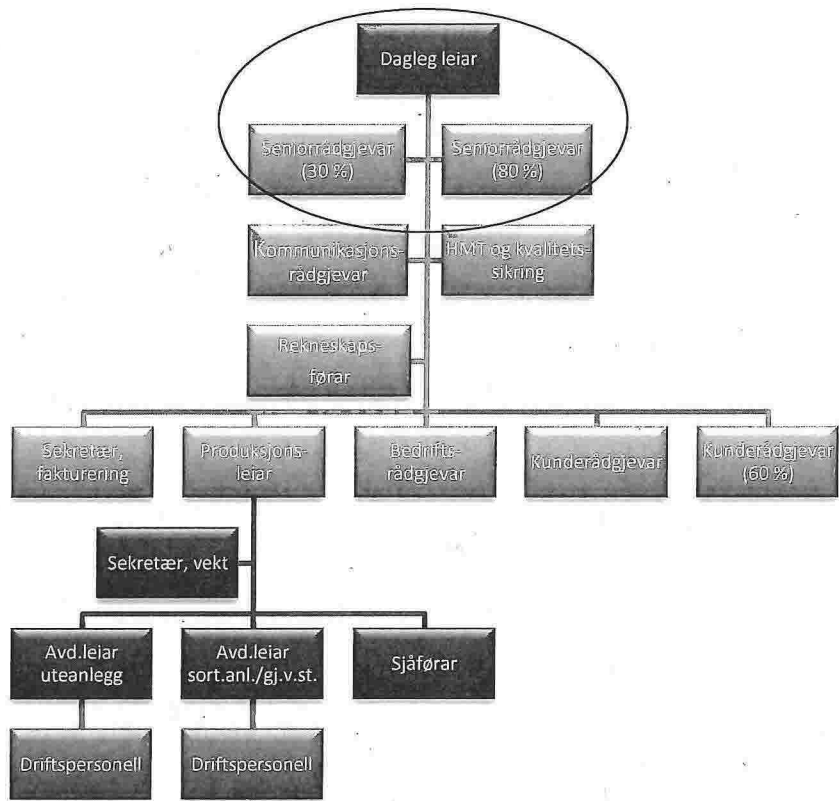 Dagleg leiar
Seniorrådgjevar
(30 %)
Seniorrådgjevar
(80 %)
Kommunikasjons-
rådgjevar
HMT og kvalitets-
sikring
Rekneskaps-
førar
Sekretær,
fakturering
Produksjons-
leiar
Bedrifts-
rådgjevar
Kunderådgjevar
Kunderådgjevar
(60 %)
Sekretær, vekt
Avd.leiar
uteanlegg
Avd.leiar
sort.anl./gj.v.st.
Sjåførar
Driftspersonell
Driftspersonell